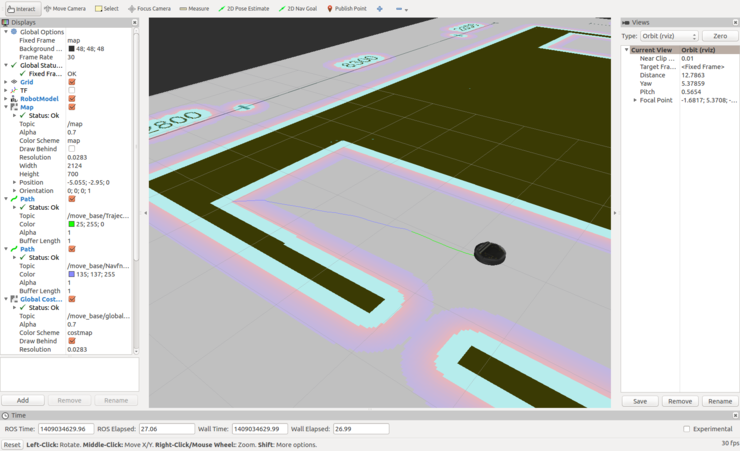 Interact
Move Camera
Select
Focus Camera
Measure
2D Pose Estimate
2D Nav Goal
Publish Point
Displays
Global Options
Fixed Frame map
Background ... 48; 48; 48
Frame Rate 30
Global Statu...
Fixed Fra... OK
Grid
TF
RobotModel
Map
Status: Ok
Topic /map
Alpha 0.7
Color Scheme map
Draw Behind
Resolution 0.0283
Width 2124
Height 700
Position -5.055; -2.95; 0
Orientation 0; 0; 0; 1
Path
Status: Ok
Topic /move_base/Trajec...
Color 25; 255; 0
Alpha 1
Buffer Length 1
Path
Status: Ok
Topic /move_base/Navfn...
Color 135; 137; 255
Alpha 1
Buffer Length 1
Global Cost...
Status: Ok
Topic /move_base/global...
Alpha 0.7
Color Scheme costmap
Draw Behind
Resolution 0.0283
Add
Remove
Rename
8300
Views
Type: Orbit (rviz)
Zero
Current View Orbit (rviz)
Near Clip ... 0.01
Target Fra... <Fixed Frame>
Distance 12.7863
Yaw 5.37859
Pitch 0.5654
Focal Point -1.6817; 5.3708; -...
Save
Remove
Rename
Time
ROS Time: 1409034629.96
ROS Elapsed: 27.06
Wall Time: 1409034629.99
Wall Elapsed: 26.99
Experimental
Reset
Left-Click: Rotate. Middle-Click: Move X/Y. Right-Click/Mouse Wheel: Zoom. Shift: More options.
30 fps